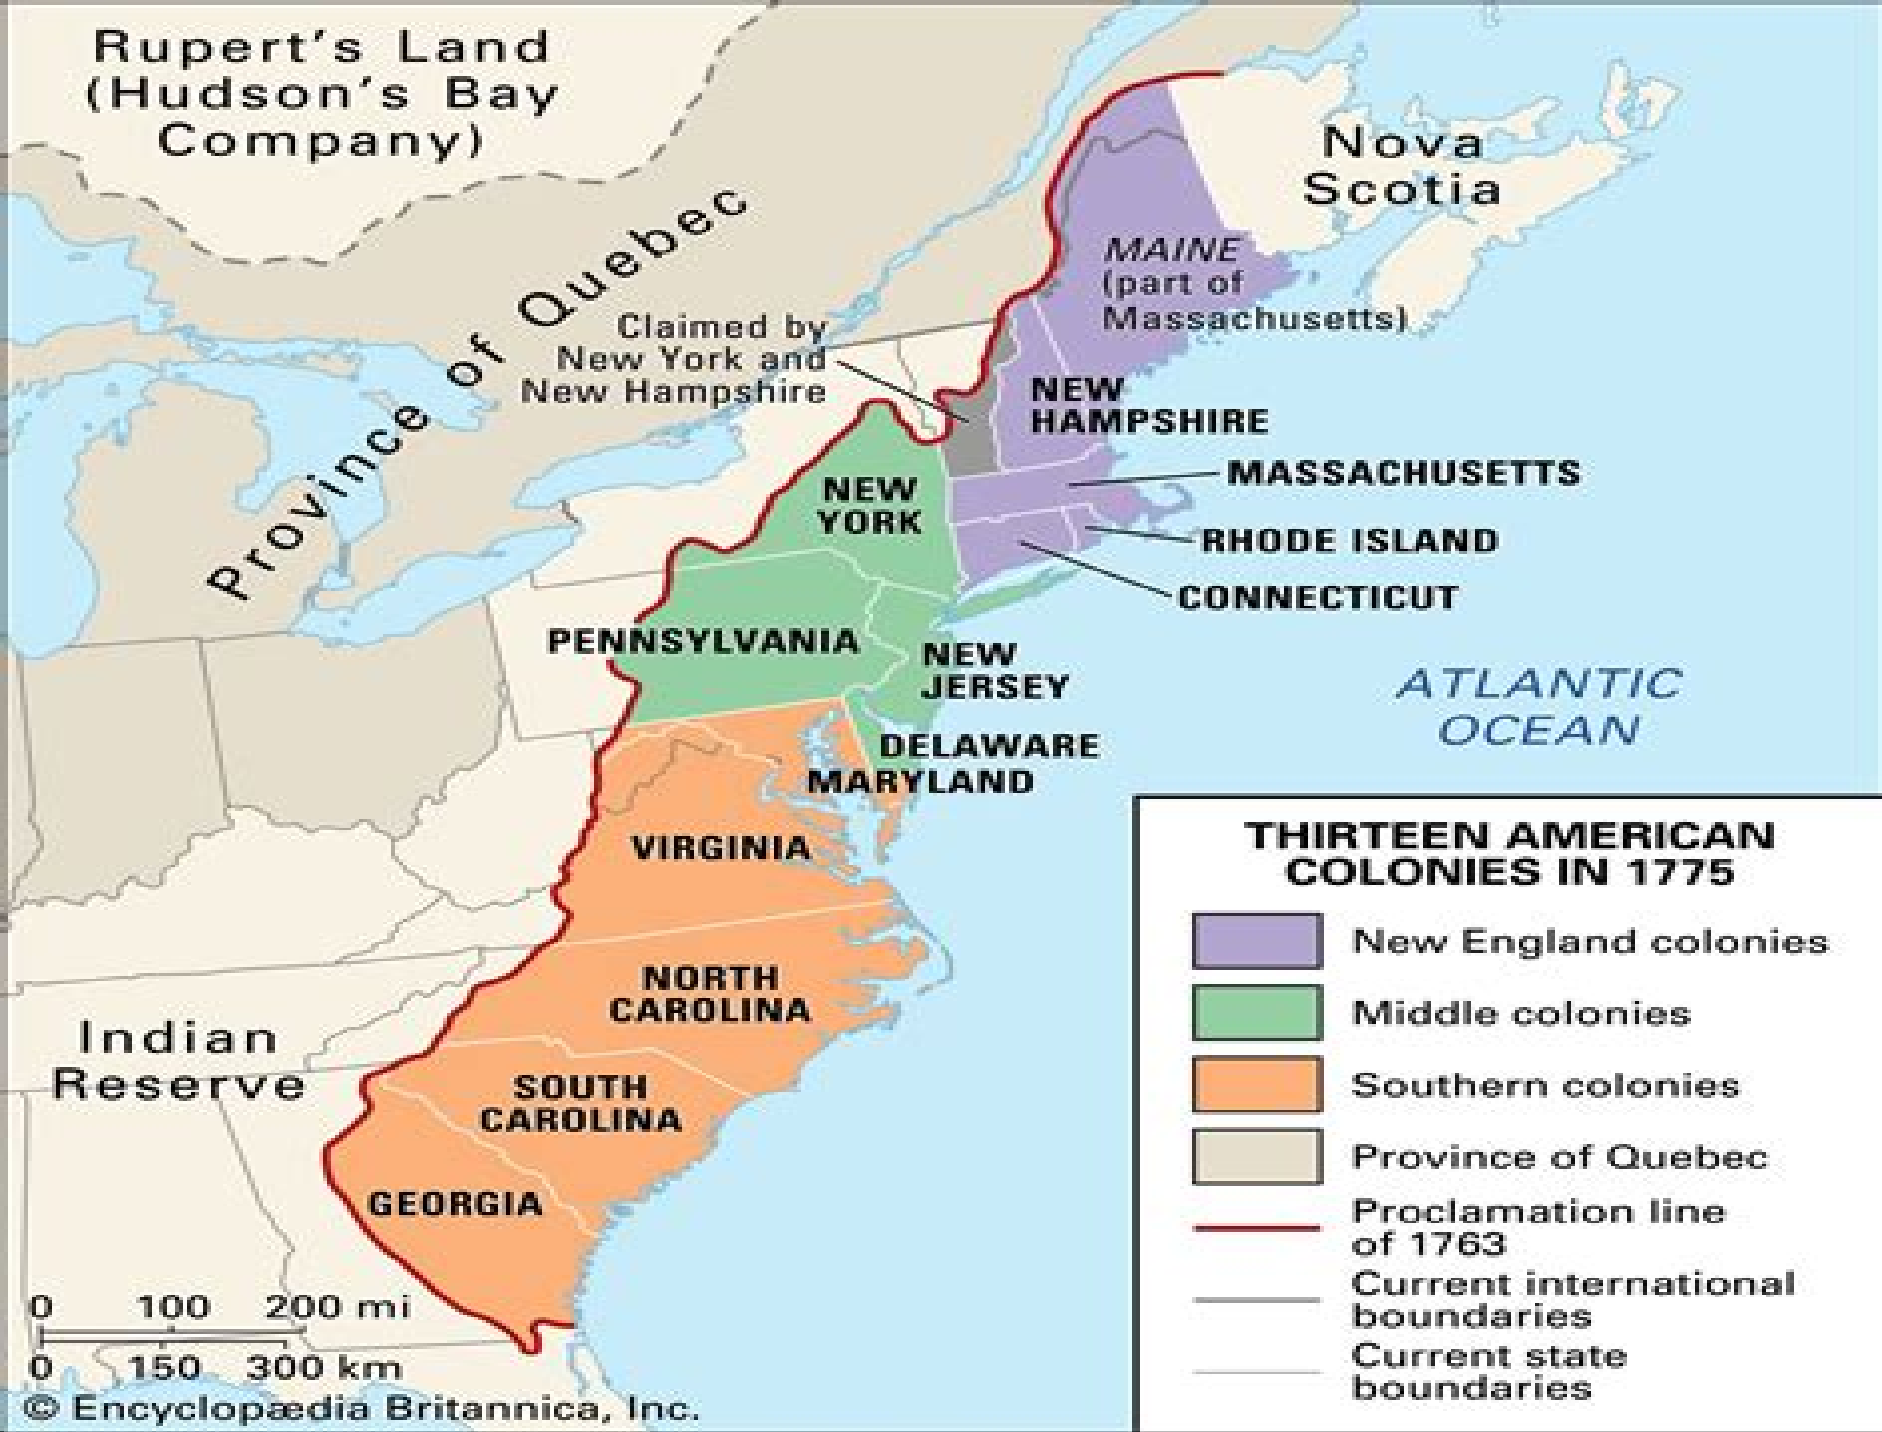 Rupert's Land
(Hudson's Bay
Company)
Province of Quebec
Nova
Scotia
MAINE
(part of
Massachusetts)
Claimed by
New York and
New Hampshire
NEW
HAMPSHIRE
MASSACHUSETTS
NEW
YORK
RHODE ISLAND
CONNECTICUT
PENNSYLVANIA
NEW
JERSEY
ATLANTIC
OCEAN
DELAWARE
MARYLAND
VIRGINIA
NORTH
CAROLINA
Indian
Reserve
SOUTH
CAROLINA
GEORGIA
0 100 200 mi
0 150 300 km
© Encyclopædia Britannica, Inc.
THIRTEEN AMERICAN
COLONIES IN 1775
New England colonies
Middle colonies
Southern colonies
Province of Quebec
Proclamation line
of 1763
Current international
boundaries
Current state
boundaries